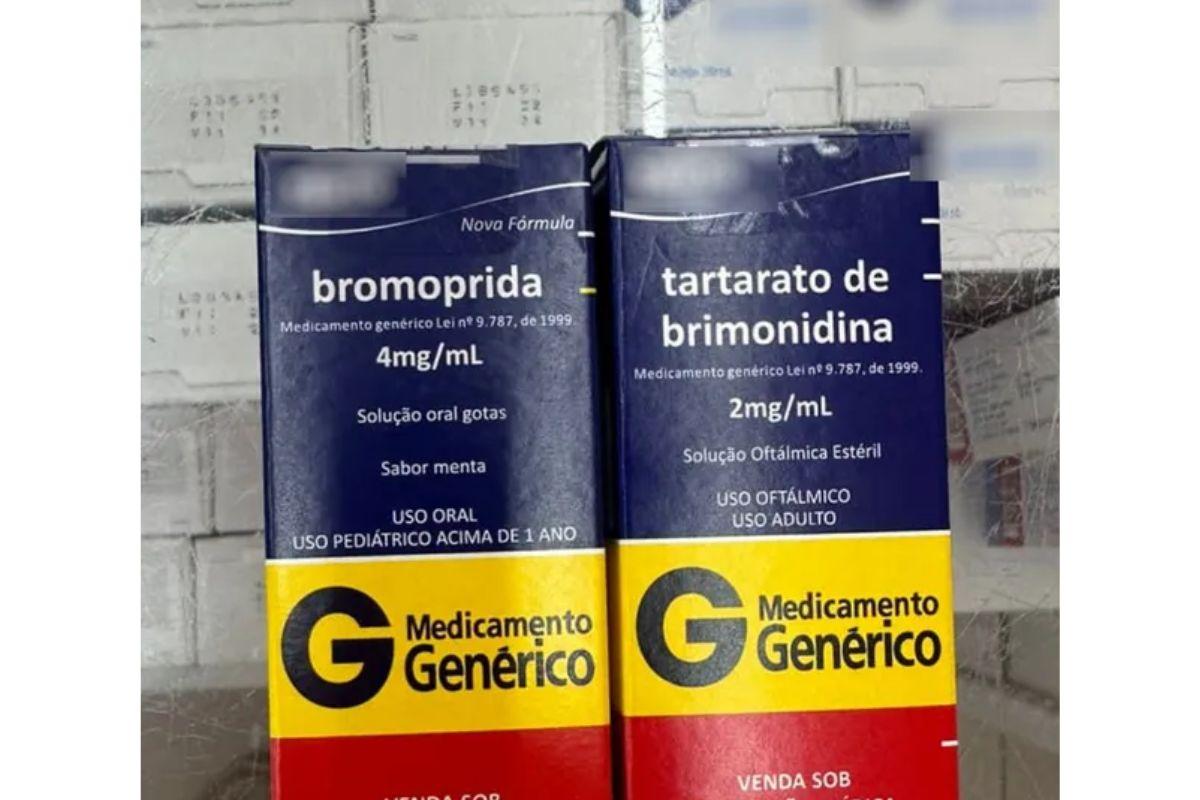 Nova Fórmula
bromoprida
Medicamento genérico Lei nº 9.787, de 1999.
4mg/mL
Solução oral gotas
Sabor menta
USO ORAL
USO PEDIÁTRICO ACIMA DE 1 ANO
G Medicamento
Genérico
VENDA SOB
tartarato de
brimonidina
Medicamento genérico Lei nº 9.787, de 1999.
2mg/mL
Solução Oftálmica Estéril
USO OFTÁLMICO
USO ADULTO
G Medicamento
Genérico
VENDA SOB